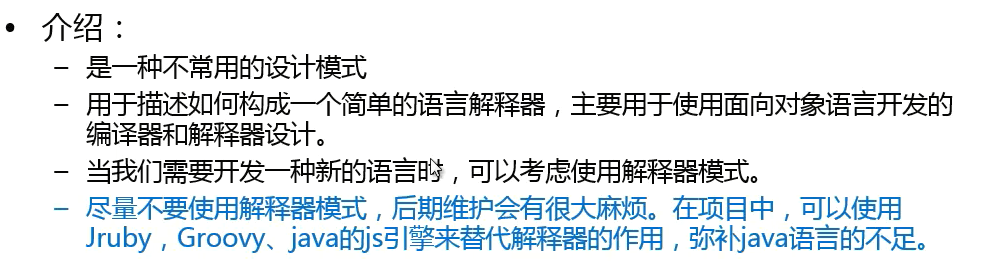 • 介绍：
– 是一种不常用的设计模式
– 用于描述如何构成一个简单的语言解释器，主要用于使用面向对象语言开发的
编译器和解释器设计。
– 当我们需要开发一种新的语言时，可以考虑使用解释器模式。
– 尽量不要使用解释器模式，后期维护会有很大麻烦。在项目中，可以使用
Jruby，Groovy、java的js引擎来替代解释器的作用，弥补java语言的不足。